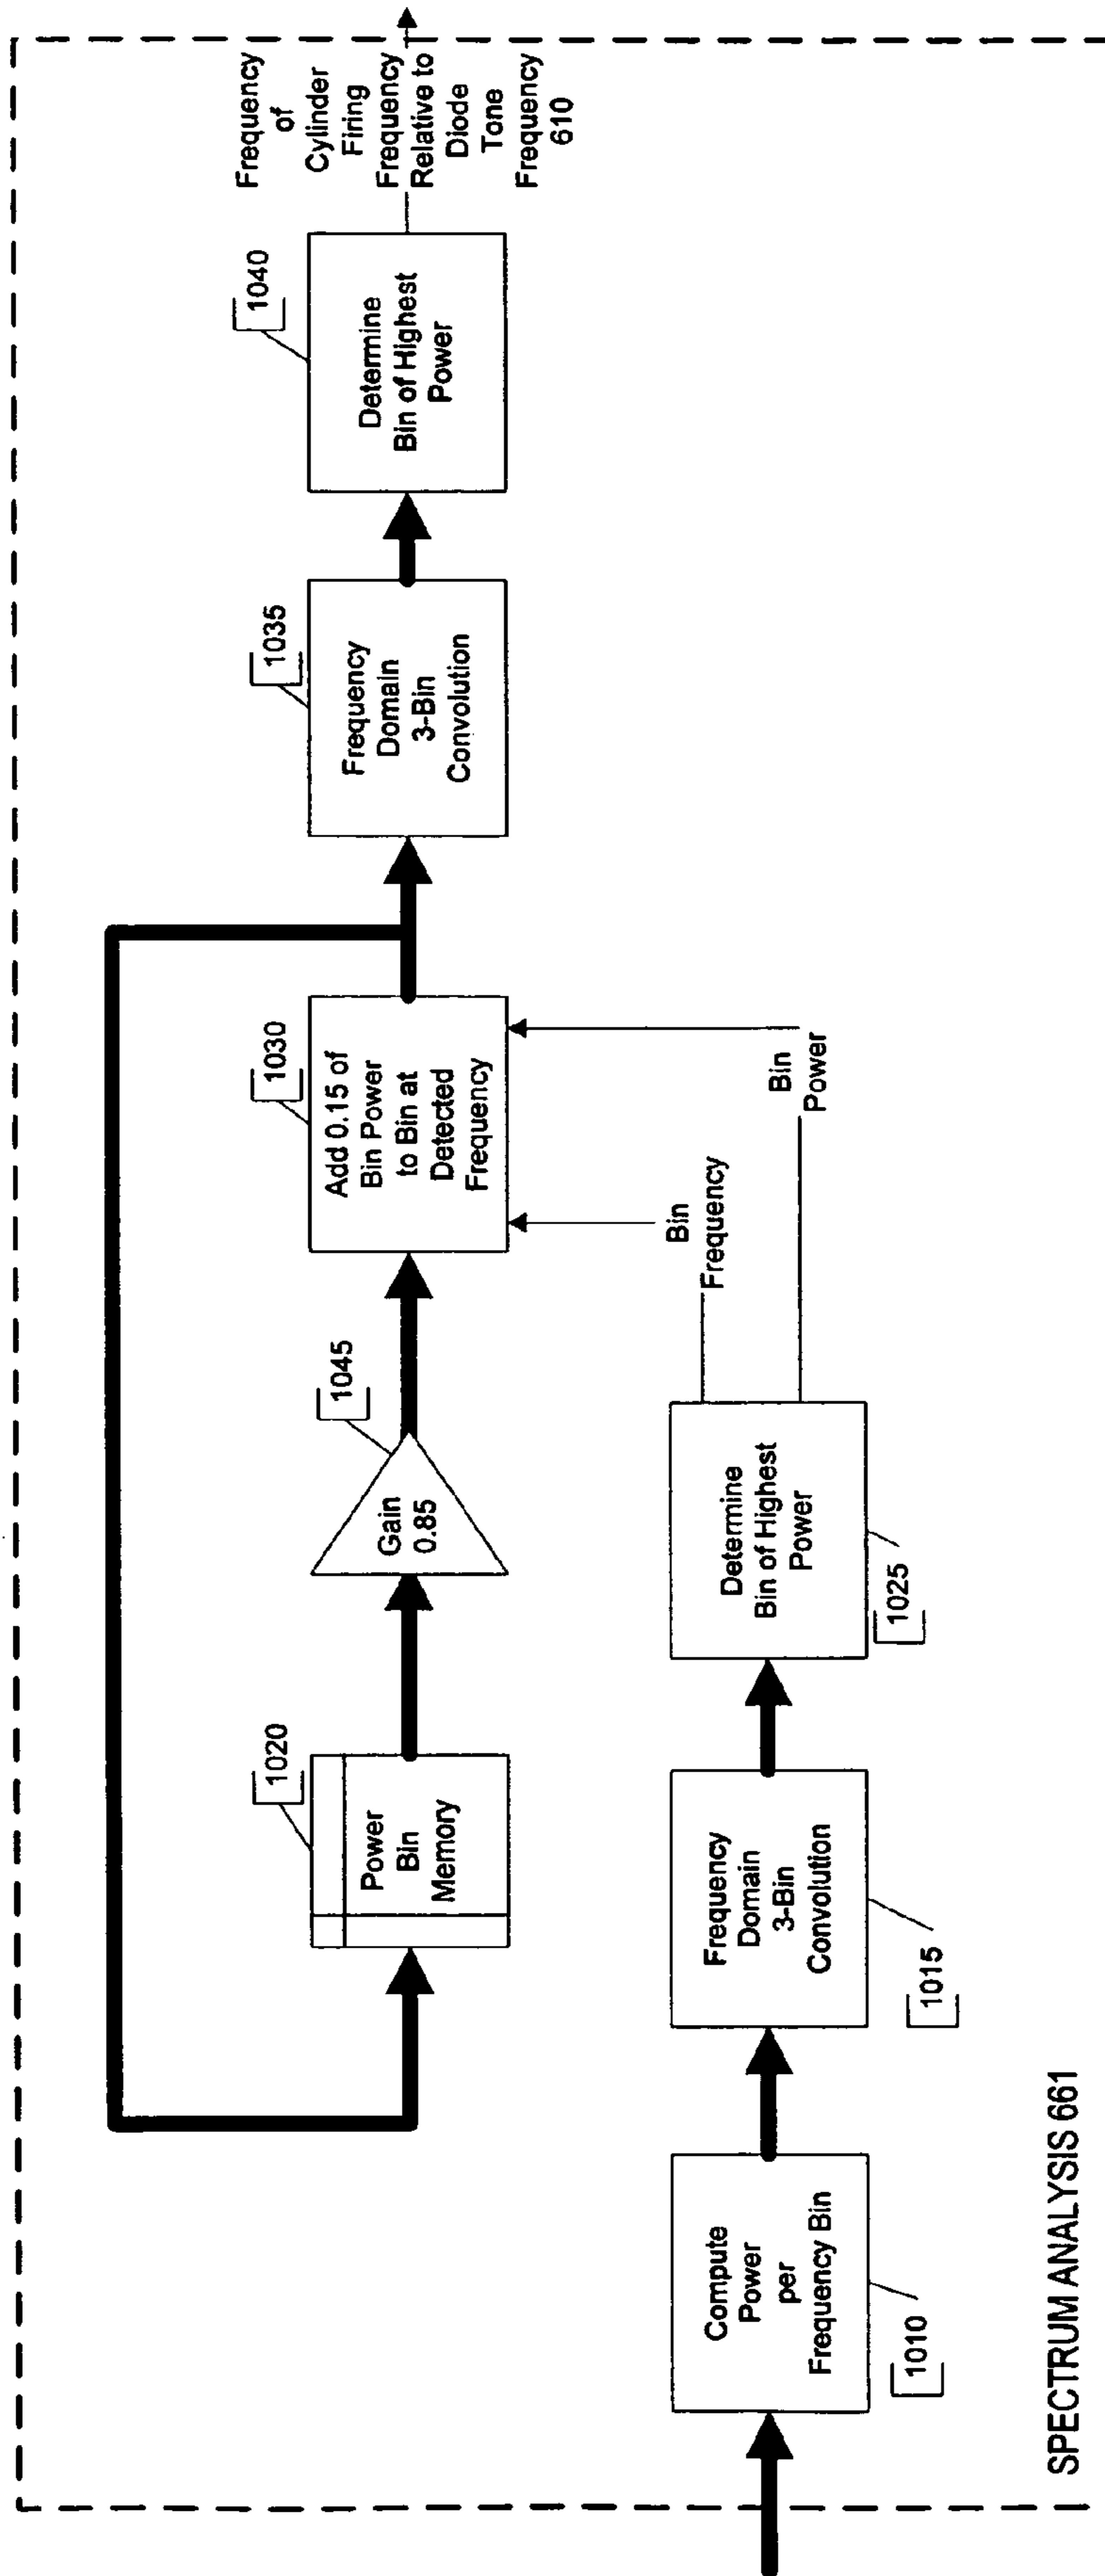 1020
Power
Bin
Memory
1045
Gain
0.85
1030
Add 0.15 of
Bin Power
to Bin at
Detected
Frequency
1035
Frequency
Domain
3-Bin
Convolution
1040
Determine
Bin of Highest
Power
Frequency
of
Cylinder
Firing
Frequency
Relative to
Diode
Tone
Frequency
610
Compute
Power
per
Frequency Bin
1010
Frequency
Domain
3-Bin
Convolution
1015
Determine
Bin of Highest
Power
1025
Bin
Frequency
Bin
Power
SPECTRUM ANALYSIS 661